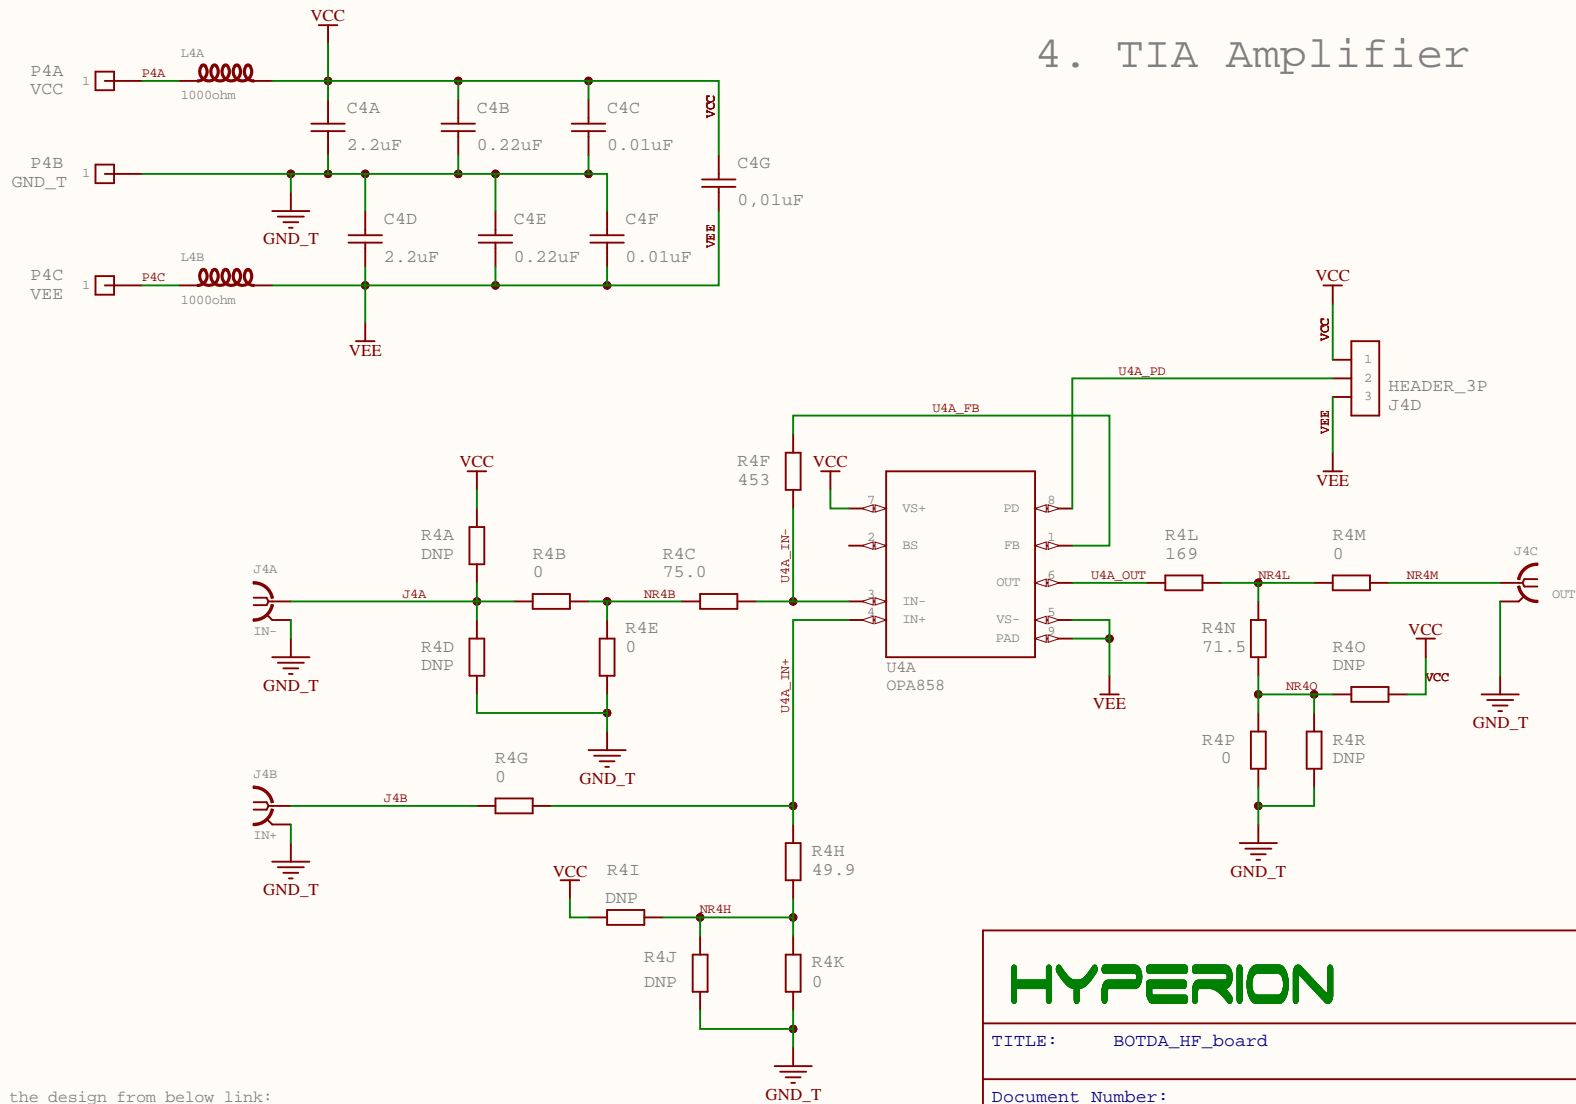 4. TIA Amplifier
VCC
P4A
VCC
1
P4A
L4A
1000ohm
C4A
2.2uF
C4B
0.22uF
C4C
0.01uF
VCC
C4G
0,01uF
VEE
P4B
GND_T
1
GND_T
C4D
2.2uF
C4E
0.22uF
C4F
0.01uF
P4C
VEE
1
P4C
L4B
1000ohm
VEE
VCC
VCC
1
2
3
HEADER_3P
J4D
VEE
VEE
U4A_PD
U4A_FB
R4F
453
VCC
U4A_IN-
7
VS+
2
BS
3
IN-
4
IN+
PD
8
FB
1
OUT
6
VS-
5
PAD
9
U4A
OPA858
VEE
VCC
R4A
DNP
R4B
0
R4C
75.0
J4A
IN-
GND_T
J4A
NR4B
R4D
DNP
R4E
0
GND_T
U4A_IN+
U4A_OUT
R4L
169
NR4L
R4M
0
NR4M
J4C
OUT
GND_T
R4N
71.5
R4O
DNP
VCC
VCC
NR4O
R4P
0
R4R
DNP
GND_T
J4B
IN+
GND_T
J4B
R4G
0
R4H
49.9
VCC
R4I
DNP
NR4H
R4J
DNP
R4K
0
GND_T
HYPERION
TITLE: BOTDA_HF_board
Document Number:
the design from below link: